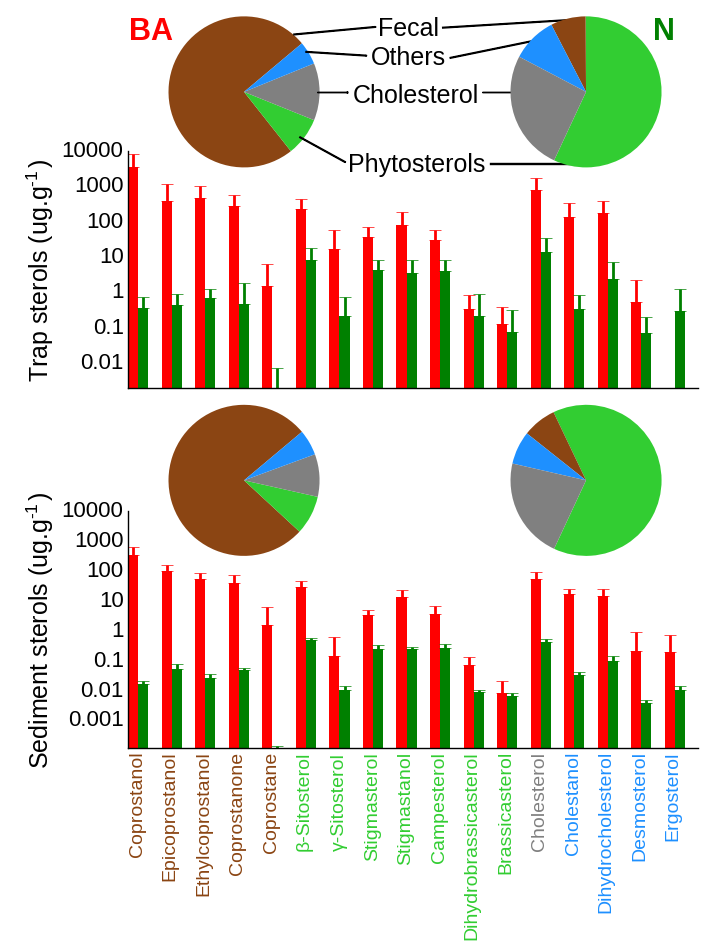 BA
Fecal
N
Others
Cholesterol
Phytosterols
Trap sterols (ug.g-1 )
10000
1000
100
10
1
0.1
0.01
Sediment sterols (ug.g-1 )
10000
1000
100
10
1
0.1
0.01
0.001
Coprostanol
Epicoprostanol
Ethylcoprostanol
Coprostanone
Coprostane
β-Sitosterol
γ-Sitosterol
Stigmasterol
Stigmastanol
Campesterol
Dihydrobrassicasterol
Brassicasterol
Cholesterol
Cholestanol
Dihydrocholesterol
Desmosterol
Ergosterol